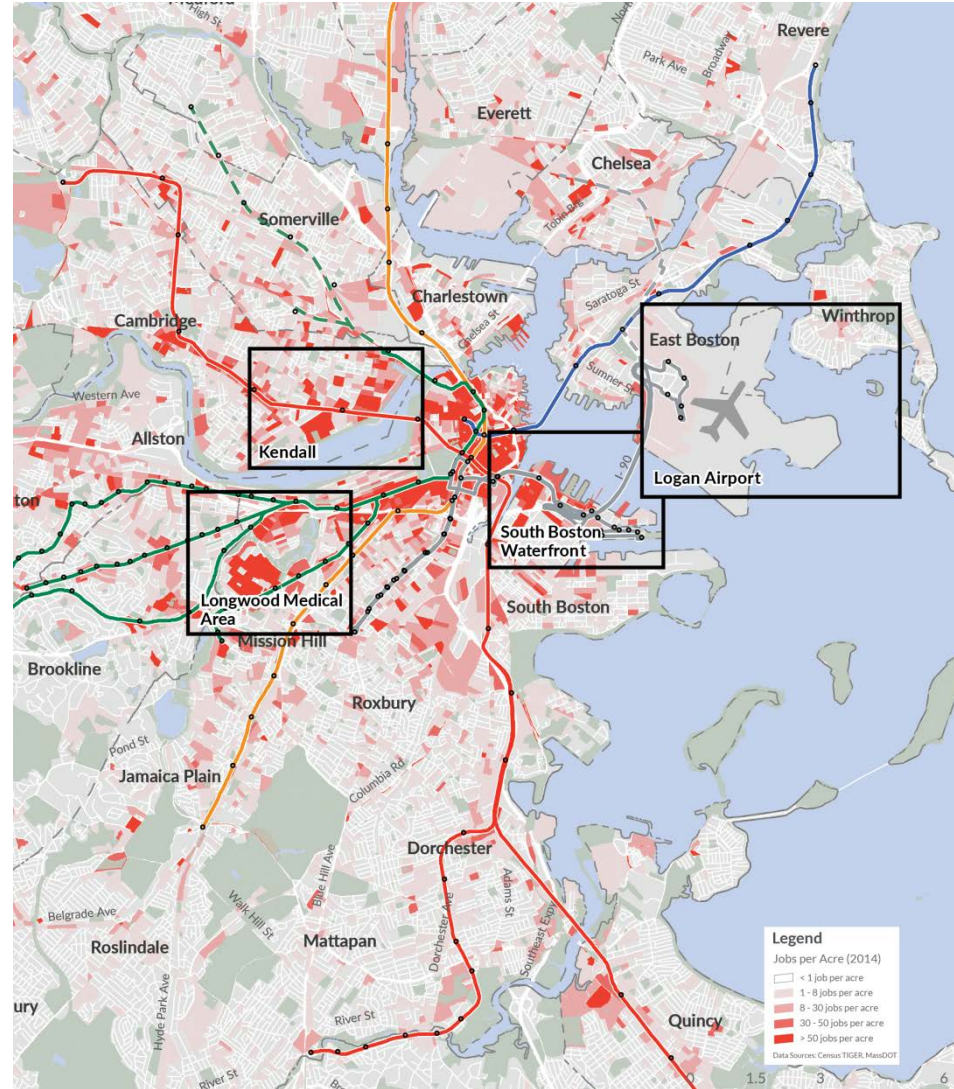 High St
Revere
Park Ave
Broadway
Everett
Chelsea
Tobin Brg
Somerville
Charlestown
Chelsea St
Saratoga St
Cambridge
Winthrop
East Boston
Sumner St
Western Ave
Allston
Kendall
90
Logan Airport
ton
South Boston
Waterfront
Longwood Medical
Area
South Boston
Mission Hill
Brookline
Roxbury
Pond St
Jamaica Plain
Columbia Rd
Dorchester
Blue Hill Ave
Adams St
Belgrade Ave
Walk Hill St
Dorchester Ave
Southeast Expy
Roslindale
Mattapan
Hyde Park Ave
ury
River St
Quincy
River St
Legend
Jobs per Acre (2014)
< 1 job per acre
1 - 8 jobs per acre
8 - 30 jobs per acre
30 - 50 jobs per acre
> 50 jobs per acre
Data Sources: Census TIGER, MassDOT
0 1.5 3 6